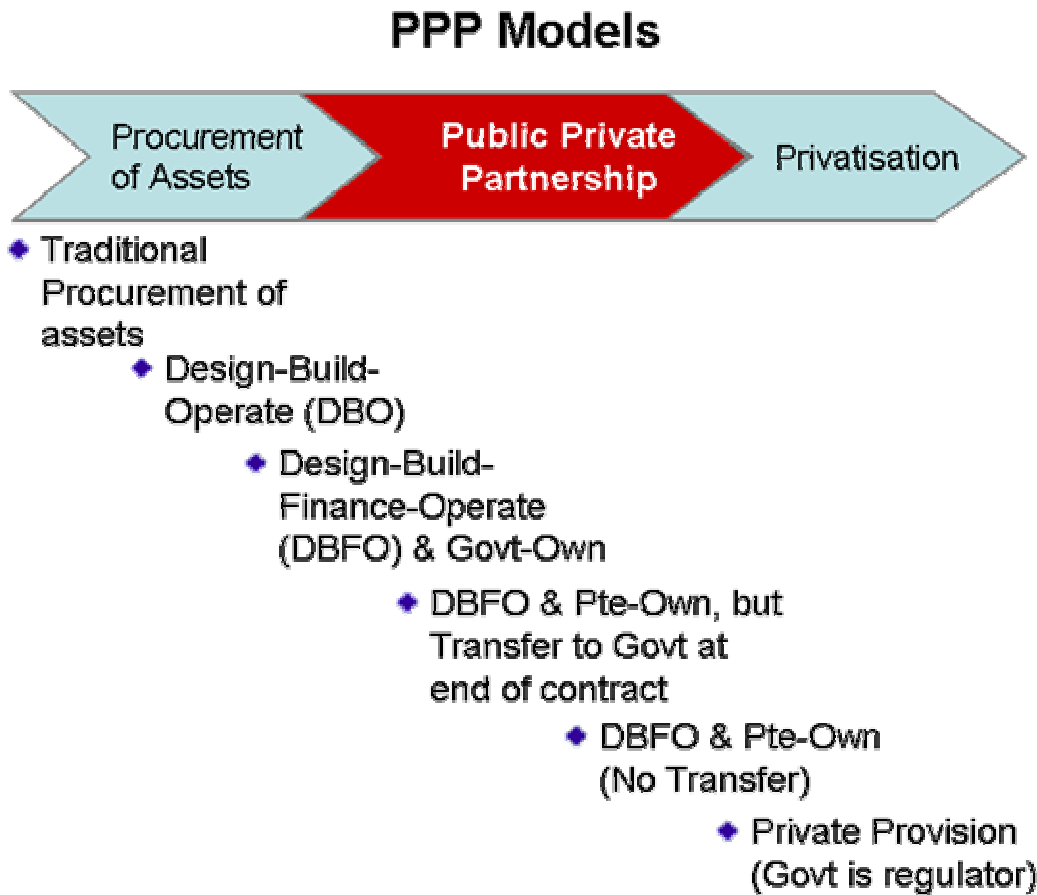 PPP Models
Procurement
of Assets
Public Private
Partnership
Privatisation
Traditional
Procurement of
assets
Design-Build-
Operate (DBO)
Design-Build-
Finance-Operate
(DBFO) & Govt-Own
DBFO & Pte-Own, but
Transfer to Govt at
end of contract
DBFO & Pte-Own
(No Transfer)
Private Provision
(Govt is regulator)